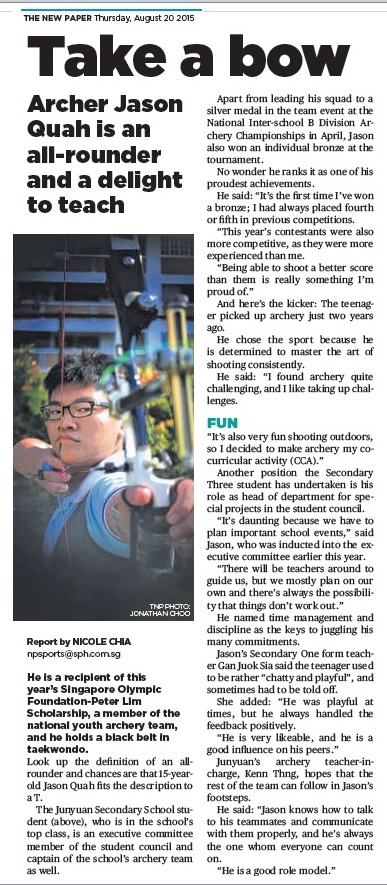 THE NEW PAPER Thursday, August 20 2015
Take a bow
Archer Jason
Quah is an
all-rounder
and a delight
to teach
TNP PHOTO:
JONATHAN CHOO
Report by NICOLE CHIA
npsports@sph.com.sg
He is a recipient of this
year's Singapore Olympic
Foundation-Peter Lim
Scholarship, a member of the
national youth archery team,
and he holds a black belt in
taekwondo.
Look up the definition of an all-
rounder and chances are that 15-year-
old Jason Quah fits the description to
a T.
The Junyuan Secondary School stu-
dent (above), who is in the school's
top class, is an executive committee
member of the student council and
captain of the school's archery team
as well.
Apart from leading his squad to a
silver medal in the team event at the
National Inter-school B Division Ar-
chery Championships in April, Jason
also won an individual bronze at the
tournament.
No wonder he ranks it as one of his
proudest achievements.
He said: "It's the first time I've won
a bronze; I had always placed fourth
or fifth in previous competitions.
"This year's contestants were also
more competitive, as they were more
experienced than me.
"Being able to shoot a better score
than them is really something I'm
proud of."
And here's the kicker: The teenag-
er picked up archery just two years
ago.
He chose the sport because he
is determined to master the art of
shooting consistently.
He said: "I found archery quite
challenging, and I like taking up chal-
lenges.
FUN
"It's also very fun shooting outdoors,
so I decided to make archery my co-
curricular activity (CCA)."
Another position the Secondary
Three student has undertaken is his
role as head of department for spe-
cial projects in the student council.
"It's daunting because we have to
plan important school events," said
Jason, who was inducted into the ex-
ecutive committee earlier this year.
"There will be teachers around to
guide us, but we mostly plan on our
own and there's always the possibili-
ty that things don't work out."
He named time management and
discipline as the keys to juggling his
many commitments.
Jason's Secondary One form teach-
er Gan Juok Sia said the teenager used
to be rather "chatty and playful", and
sometimes had to be told off.
She added: "He was playful at
times, but he always handled the
feedback positively.
"He is very likeable, and he is a
good influence on his peers."
Junyuan's archery teacher-in-
charge, Kenn Thng, hopes that the
rest of the team can follow in Jason's
footsteps.
He said: "Jason knows how to talk
to his teammates and communicate
with them properly, and he's always
the one whom everyone can count
on.
"He is a good role model."